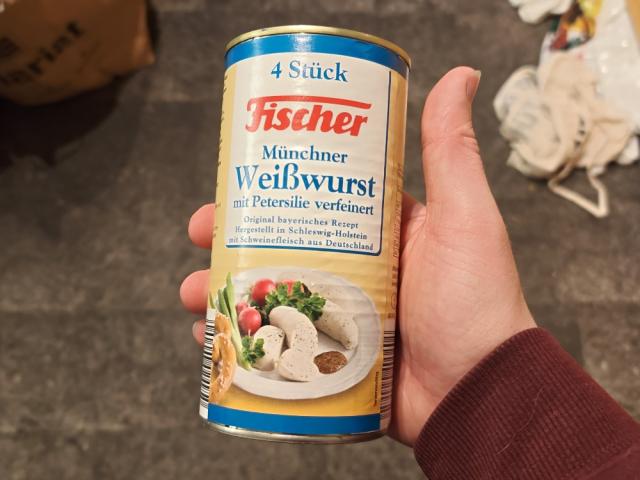 4 Stück
Fischer
Münchner
Weißwurst
mit Petersilie verfeinert
Original bayerisches Rezept
Hergestellt in Schleswig-Holstein
mit Schweinefleisch aus Deutschland